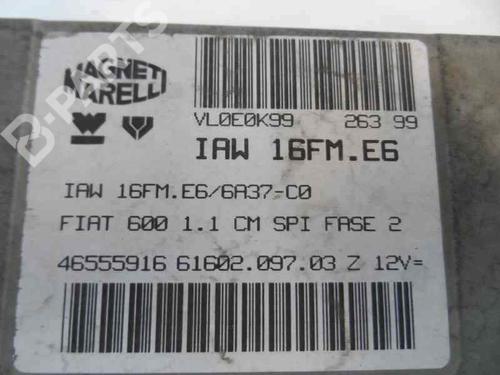 B-PARTS
MAGNETI
MARELLI
VL0E0K99 263 99
IAW 16FM.E6
IAW 16FM.E6/6A37-C0
FIAT 600 1.1 CM SPI FASE 2
46555916 61602.097.03 Z 12V=